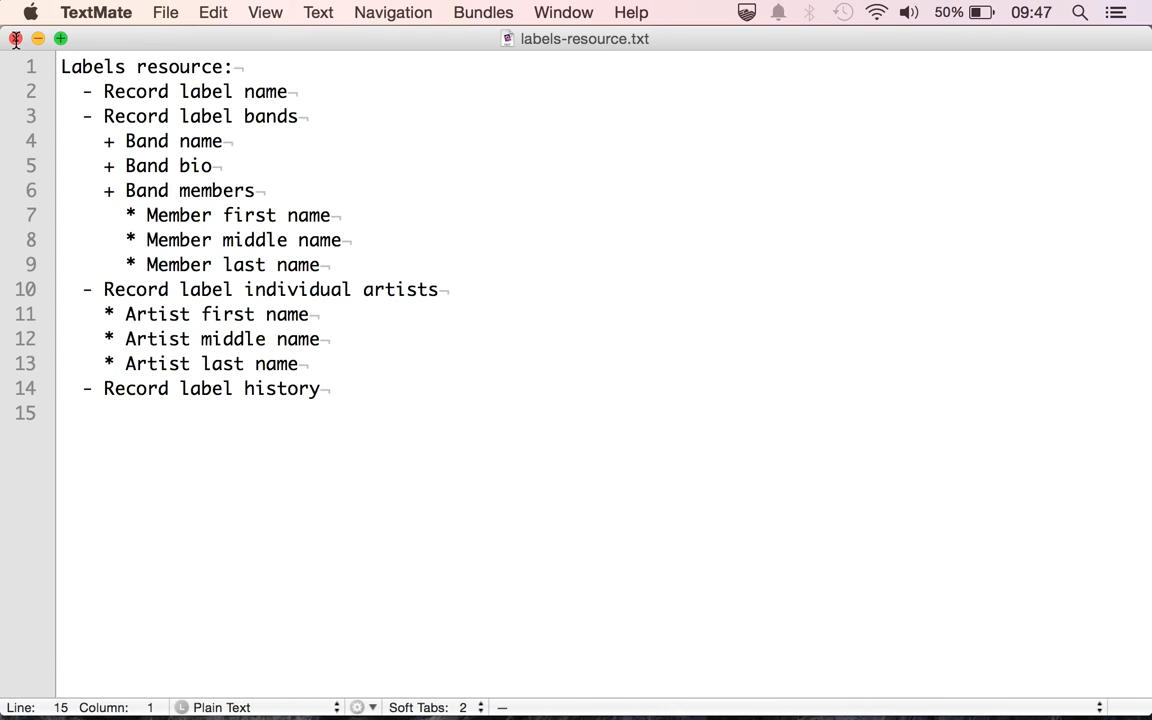 TextMate File Edit View Text Navigation Bundles Window Help 50% 09:47
labels-resource.txt
1 Labels resource:¬
2 - Record label name¬
3 - Record label bands¬
4 + Band name¬
5 + Band bio¬
6 + Band members¬
7 * Member first name¬
8 * Member middle name¬
9 * Member last name¬
10 - Record label individual artists¬
11 * Artist first name¬
12 * Artist middle name¬
13 * Artist last name¬
14 - Record label history¬
15
Line: 15 Column: 1 L Plain Text Soft Tabs: 2 —